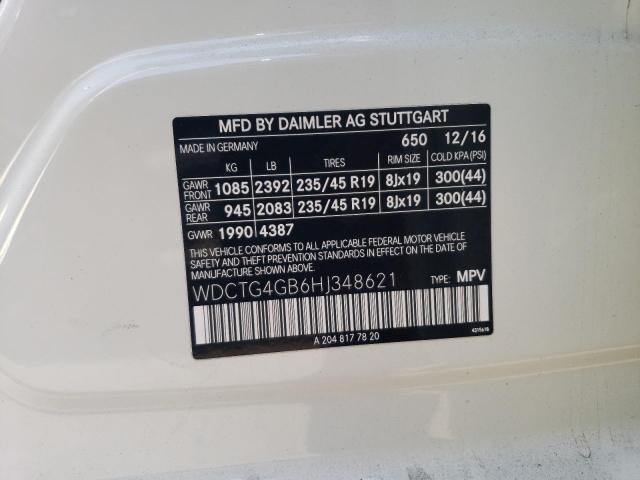 MFD BY DAIMLER AG STUTTGART
MADE IN GERMANY 650 12/16
KG LB TIRES RIM SIZE COLD KPA(PSI)
GAWR FRONT 1085 2392 235/45 R19 8Jx19 300(44)
GAWR REAR 945 2083 235/45 R19 8Jx19 300(44)
GVWR 1990 4387
THIS VEHICLE CONFORMS TO ALL APPLICABLE FEDERAL MOTOR VEHICLE
SAFETY AND THEFT PREVENTION STANDARDS IN EFFECT ON THE DATE OF
MANUFACTURE SHOWN ABOVE.
WDCTG4GB6HJ348621 TYPE: MPV
A 204 817 78 20